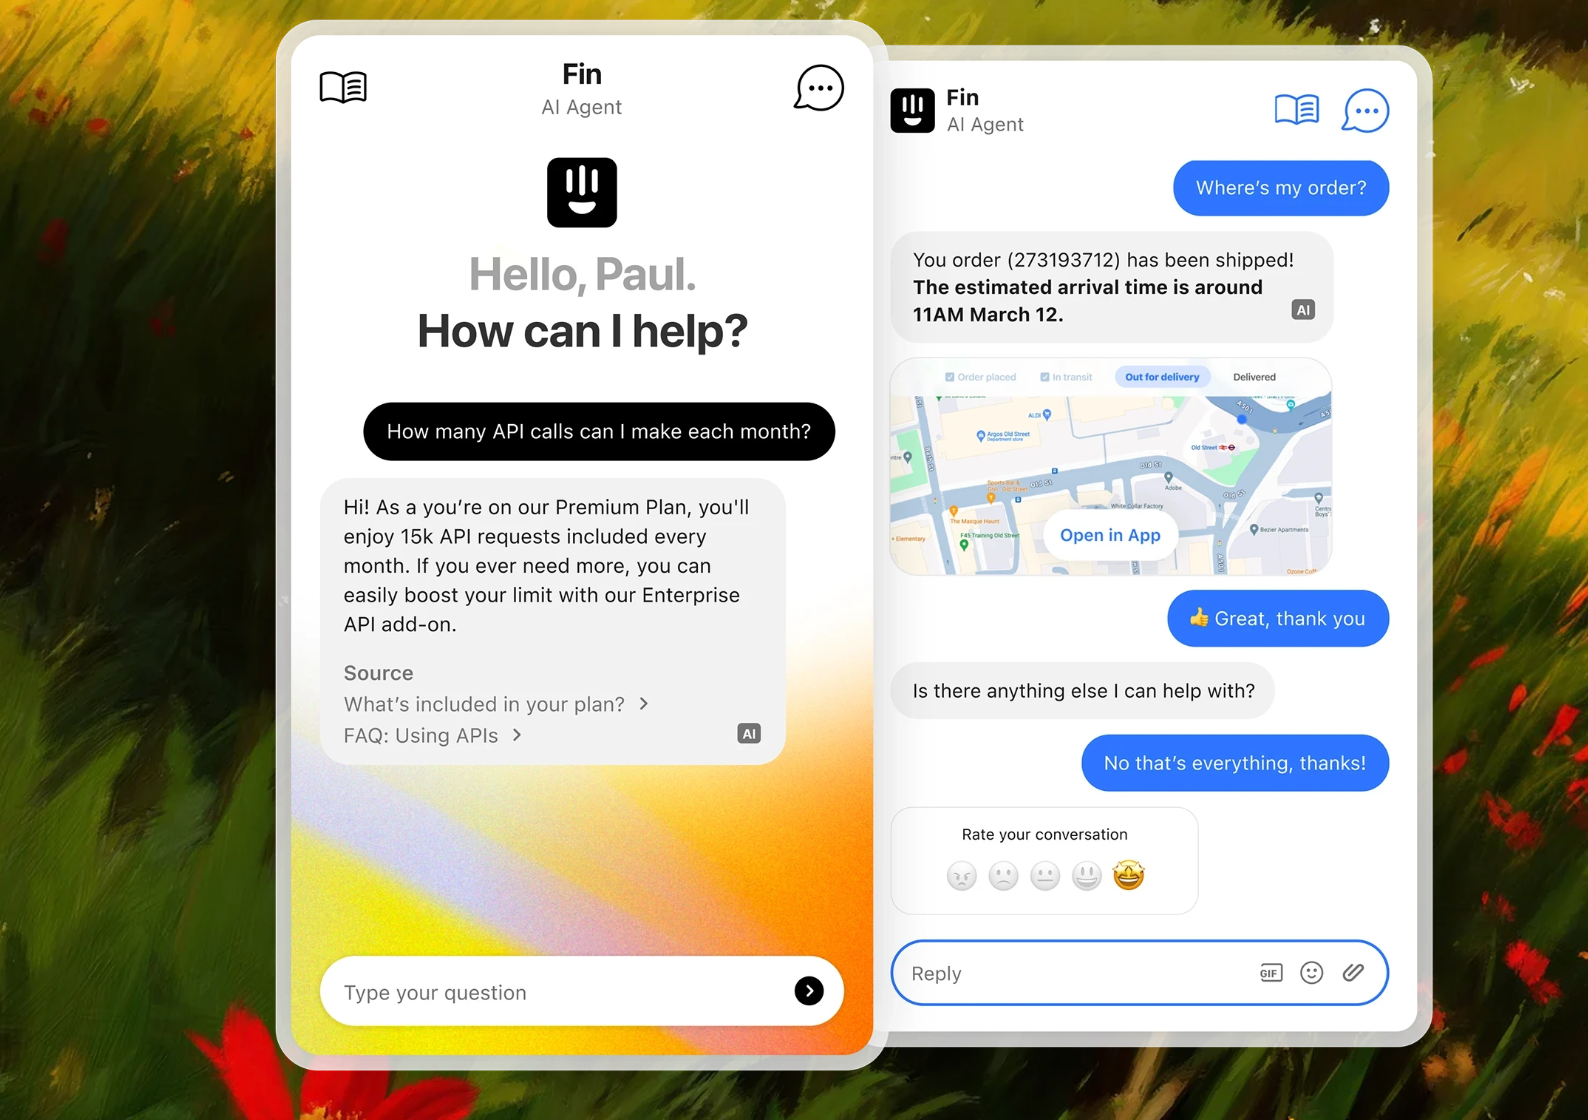 Fin
AI Agent
Hello, Paul.
How can I help?
How many API calls can I make each month?
Hi! As a you’re on our Premium Plan, you'll
enjoy 15k API requests included every
month. If you ever need more, you can
easily boost your limit with our Enterprise
API add-on.
Source
What’s included in your plan?
FAQ: Using APIs
AI
Type your question
Fin
AI Agent
Where’s my order?
You order (273193712) has been shipped!
The estimated arrival time is around
11AM March 12.
AI
Order placed
In transit
Out for delivery
Delivered
ALDI
Argos Old Street
Department store
Old Street
Old St
Old St
Old St
Adobe
White Collar Factory
The Masque Haunt
F45 Training Old Street
Bezier Apartments
Elementary
Open in App
👍 Great, thank you
Is there anything else I can help with?
No that’s everything, thanks!
Rate your conversation
Reply
GIF